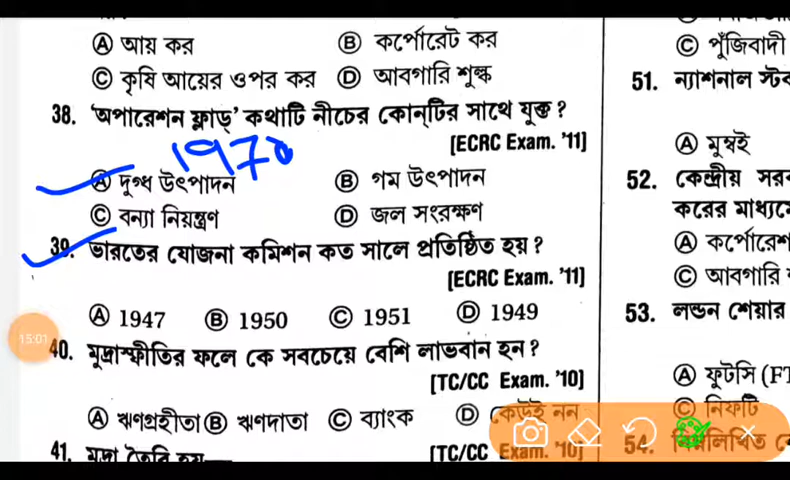 Ⓐ আয় কর Ⓑ কর্পোরেট কর
Ⓒ কৃষি আয়ের ওপর কর Ⓓ আবগারি শুল্ক
38. 'অপারেশন ফ্লাড্' কথাটি নীচের কোন্‌টির সাথে যুক্ত ?
[ECRC Exam. '11]
1970
Ⓐ দুগ্ধ উৎপাদন Ⓑ গম উৎপাদন
Ⓒ বন্যা নিয়ন্ত্রণ Ⓓ জল সংরক্ষণ
39. ভারতের যোজনা কমিশন কত সালে প্রতিষ্ঠিত হয় ?
[ECRC Exam. '11]
Ⓐ 1947 Ⓑ 1950 Ⓒ 1951 Ⓓ 1949
15:01
40. মুদ্রাস্ফীতির ফলে কে সবচেয়ে বেশি লাভবান হন ?
[TC/CC Exam. '10]
Ⓐ ঋণগ্রহীতা Ⓑ ঋণদাতা Ⓒ ব্যাংক Ⓓ কেউই নন
41. মুদ্রা তৈরি হয়
[TC/CC Exam. '10]
Ⓒ পুঁজিবাদী
51. ন্যাশনাল স্টক
Ⓐ মুম্বই
52. কেন্দ্রীয় সর
করের মাধ্যমে
Ⓐ কর্পোরেশ
Ⓒ আবগারি
53. লন্ডন শেয়ার
Ⓐ ফুটসি (FT
Ⓒ নিফটি
54. নিম্নলিখিত